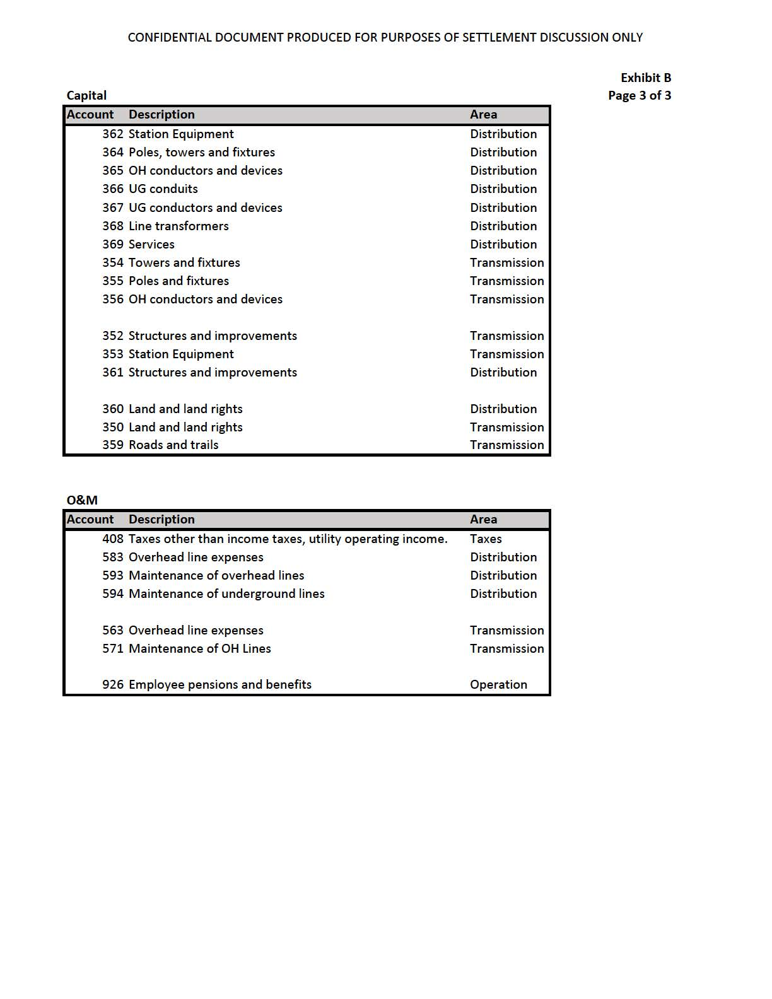 CONFIDENTIAL DOCUMENT PRODUCED FOR PURPOSES OF SETTLEMENT DISCUSSION ONLY
Exhibit B
Capital Page 3 of 3
Account Description Area
362 Station Equipment Distribution
364 Poles, towers and fixtures Distribution
365 OH conductors and devices Distribution
366 UG conduits Distribution
367 UG conductors and devices Distribution
368 Line transformers Distribution
369 Services Distribution
354 Towers and fixtures Transmission
355 Poles and fixtures Transmission
356 OH conductors and devices Transmission
352 Structures and improvements Transmission
353 Station Equipment Transmission
361 Structures and improvements Distribution
360 Land and land rights Distribution
350 Land and land rights Transmission
359 Roads and trails Transmission
O&M
Account Description Area
408 Taxes other than income taxes, utility operating income. Taxes
583 Overhead line expenses Distribution
593 Maintenance of overhead lines Distribution
594 Maintenance of underground lines Distribution
563 Overhead line expenses Transmission
571 Maintenance of OH Lines Transmission
926 Employee pensions and benefits Operation